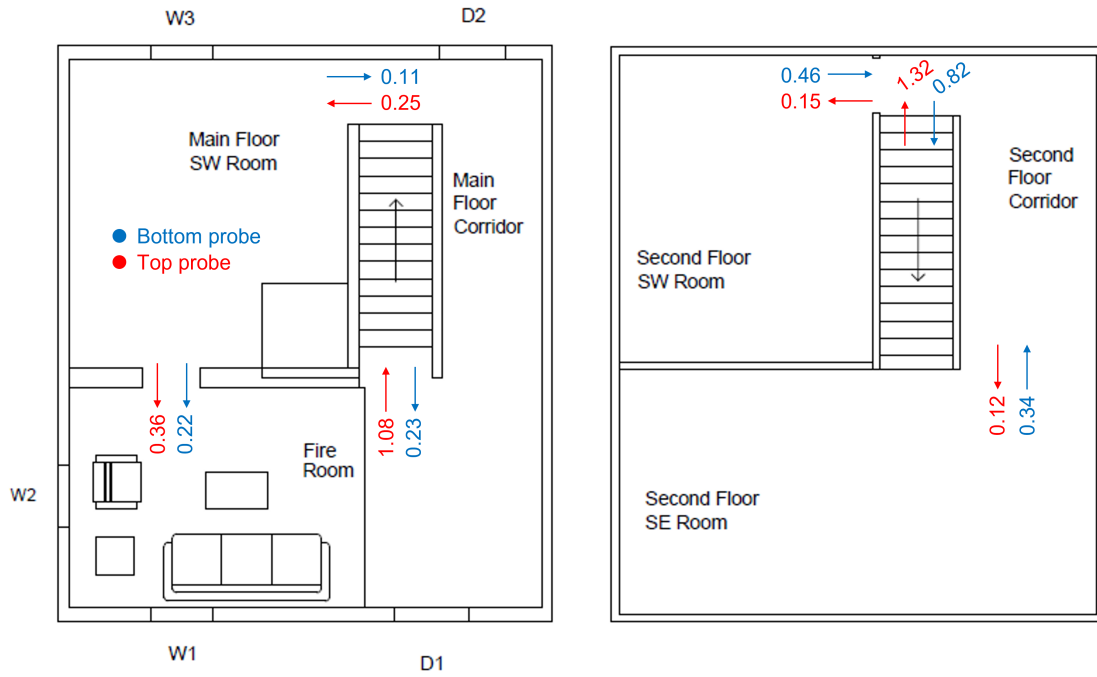 W3
D2
0.11
0.25
Main Floor
SW Room
Main
Floor
Corridor
Bottom probe
Top probe
0.36
0.22
1.08
0.23
Fire
Room
W2
W1
D1
0.46
0.15
1.32
0.82
Second
Floor
Corridor
Second Floor
SW Room
0.12
0.34
Second Floor
SE Room